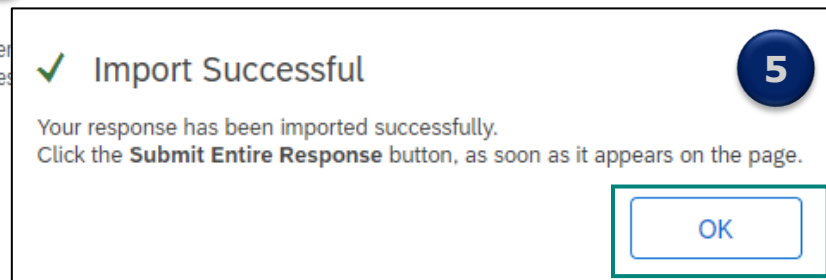 Import Successful
5
Your response has been imported successfully.
Click the Submit Entire Response button, as soon as it appears on the page.
OK